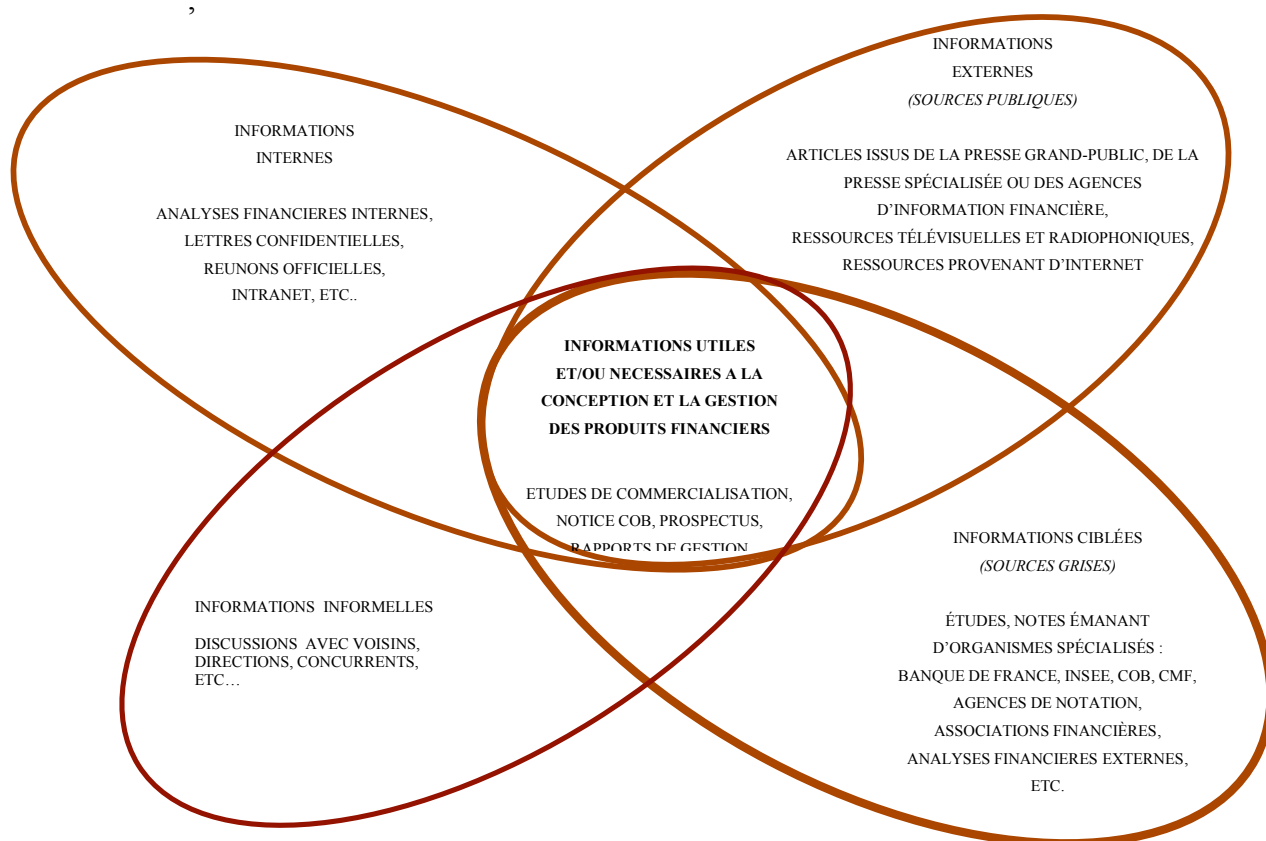 ,
INFORMATIONS
INTERNES
ANALYSES FINANCIERES INTERNES,
LETTRES CONFIDENTIELLES,
REUNONS OFFICIELLES,
INTRANET, ETC..
INFORMATIONS
EXTERNES
(SOURCES PUBLIQUES)
ARTICLES ISSUS DE LA PRESSE GRAND-PUBLIC, DE LA
PRESSE SPÉCIALISÉE OU DES AGENCES
D’INFORMATION FINANCIÈRE,
RESSOURCES TÉLÉVISUELLES ET RADIOPHONIQUES,
RESSOURCES PROVENANT D’INTERNET
INFORMATIONS UTILES
ET/OU NECESSAIRES A LA
CONCEPTION ET LA GESTION
DES PRODUITS FINANCIERS
ETUDES DE COMMERCIALISATION,
NOTICE COB, PROSPECTUS,
RAPPORTS DE GESTION
INFORMATIONS INFORMELLES
DISCUSSIONS AVEC VOISINS,
DIRECTIONS, CONCURRENTS,
ETC…
INFORMATIONS CIBLÉES
(SOURCES GRISES)
ÉTUDES, NOTES ÉMANANT
D’ORGANISMES SPÉCIALISÉS :
BANQUE DE FRANCE, INSEE, COB, CMF,
AGENCES DE NOTATION,
ASSOCIATIONS FINANCIÈRES,
ANALYSES FINANCIERES EXTERNES,
ETC.